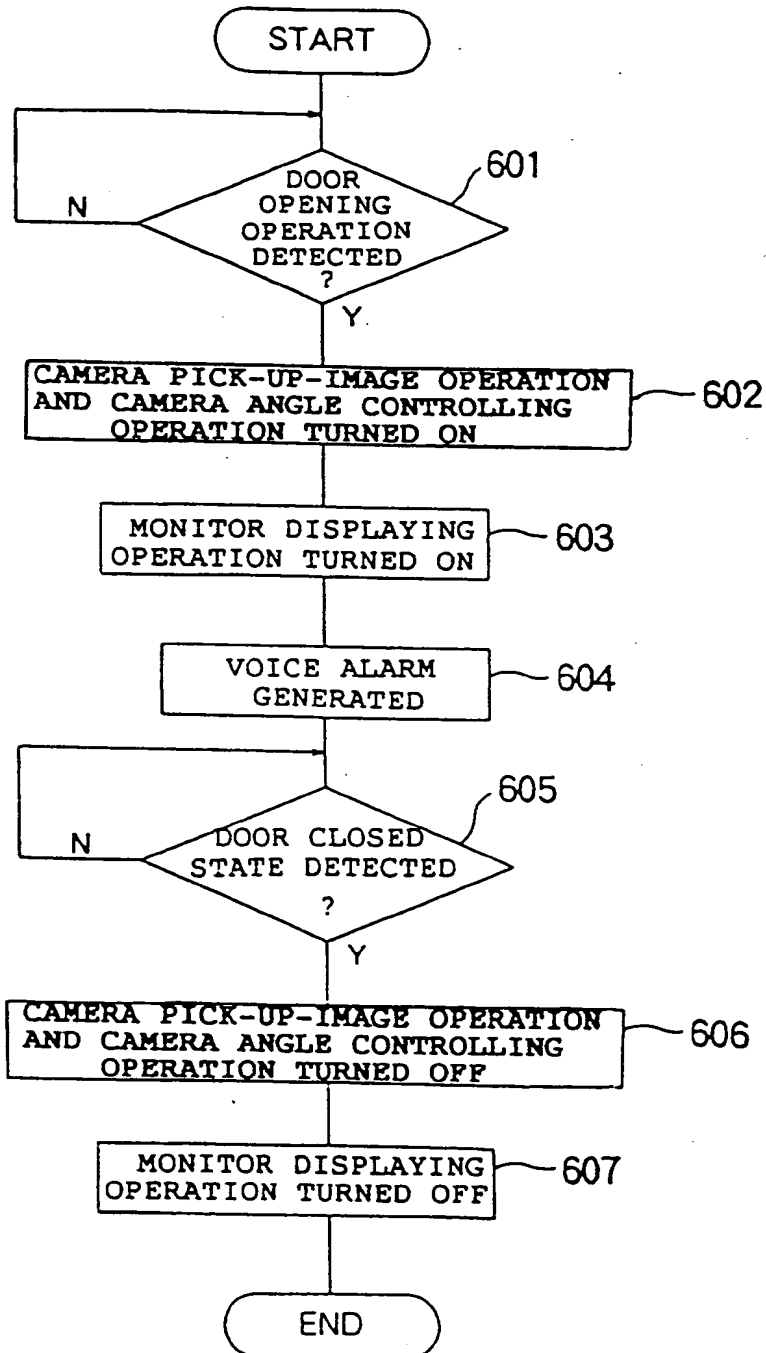 START
601
DOOR
OPENING
OPERATION
DETECTED
?
N
Y
CAMERA PICK-UP-IMAGE OPERATION
AND CAMERA ANGLE CONTROLLING
OPERATION TURNED ON
602
MONITOR DISPLAYING
OPERATION TURNED ON
603
VOICE ALARM
GENERATED
604
605
DOOR CLOSED
STATE DETECTED
?
N
Y
CAMERA PICK-UP-IMAGE OPERATION
AND CAMERA ANGLE CONTROLLING
OPERATION TURNED OFF
606
MONITOR DISPLAYING
OPERATION TURNED OFF
607
END